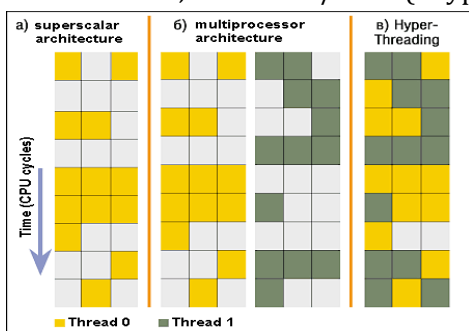 а) superscalar
architecture
б) multiprocessor
architecture
в) Hyper-
Threading
Time (CPU cycles)
Thread 0
Thread 1